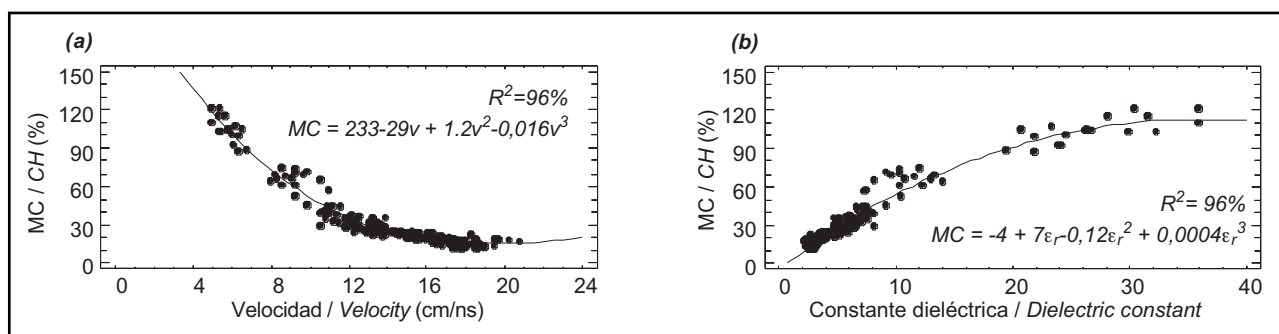 (a)
MC / CH (%)
150
120
90
60
30
0
R²=96%
MC = 233-29v + 1.2v²-0,016v³
0 4 8 12 16 20 24
Velocidad / Velocity (cm/ns)
(b)
MC / CH (%)
150
120
90
60
30
0
R²= 96%
MC = -4 + 7εr-0,12εr² + 0,0004εr³
0 10 20 30 40
Constante dieléctrica / Dielectric constant